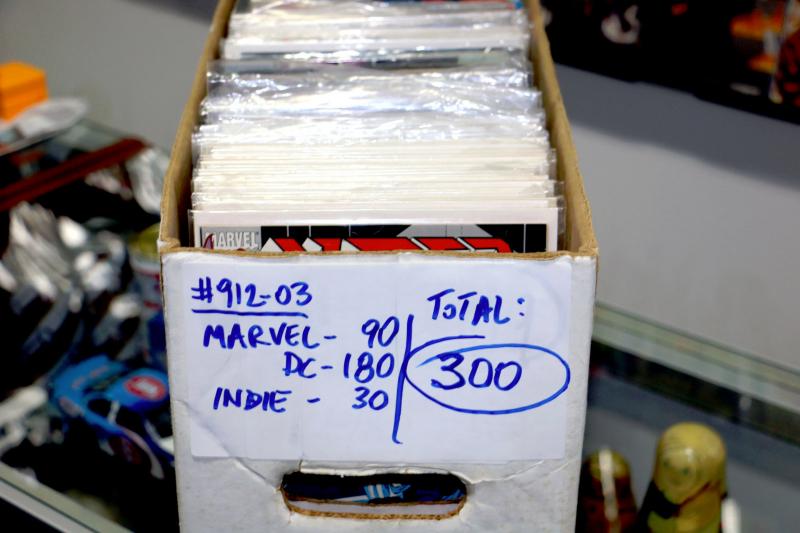 MARVEL
#912-03
MARVEL - 90
DC - 180
INDIE - 30
TOTAL:
300